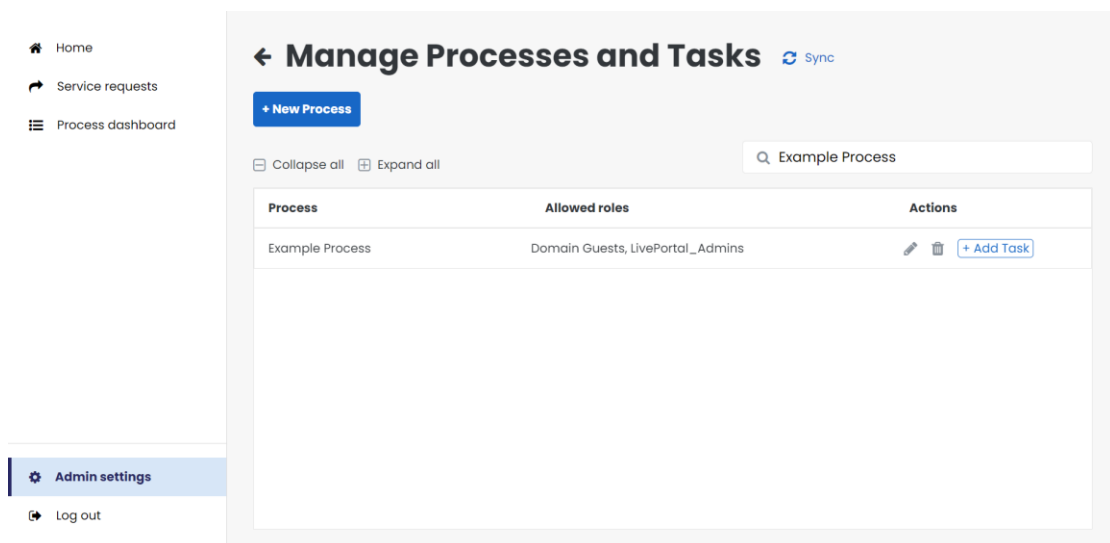 Home
Service requests
Process dashboard
Admin settings
Log out
Manage Processes and Tasks Sync
+ New Process
Collapse all Expand all
Example Process
Process Allowed roles Actions
Example Process Domain Guests, LivePortal_Admins + Add Task